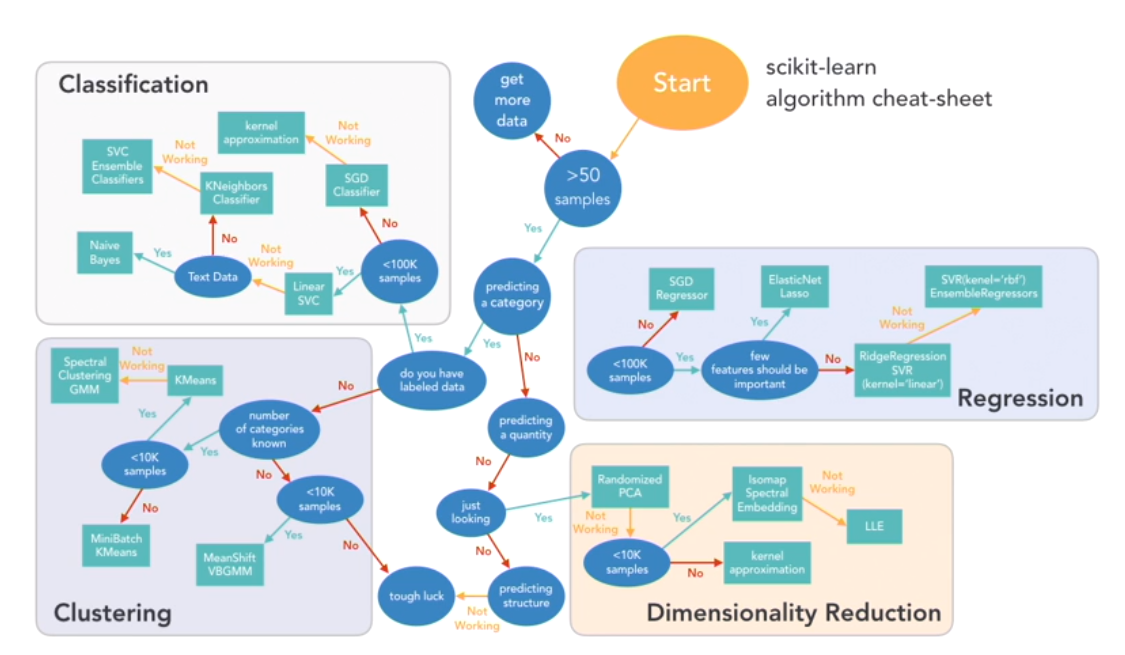 Start
scikit-learn
algorithm cheat-sheet
get
more
data
No
>50
samples
Yes
predicting
a category
Yes
No
do you have
labeled data
Yes
No
predicting
a quantity
No
just
looking
Yes
No
predicting
structure
Not
Working
tough luck
Classification
kernel
approximation
Not
Working
SGD
Classifier
No
<100K
samples
Yes
Linear
SVC
Not
Working
Text Data
Yes
Naive
Bayes
No
KNeighbors
Classifier
Not
Working
SVC
Ensemble
Classifiers
Clustering
number
of categories
known
Yes
No
<10K
samples
Yes
KMeans
Not
Working
Spectral
Clustering
GMM
No
MiniBatch
KMeans
<10K
samples
Yes
MeanShift
VBGMM
No
Regression
<100K
samples
No
SGD
Regressor
Yes
few
features should be
important
Yes
ElasticNet
Lasso
No
RidgeRegression
SVR
(kernel='linear')
Not
Working
SVR(kenel='rbf')
EnsembleRegressors
Dimensionality Reduction
Randomized
PCA
Not
Working
<10K
samples
Yes
Isomap
Spectral
Embedding
Not
Working
LLE
No
kernel
approximation